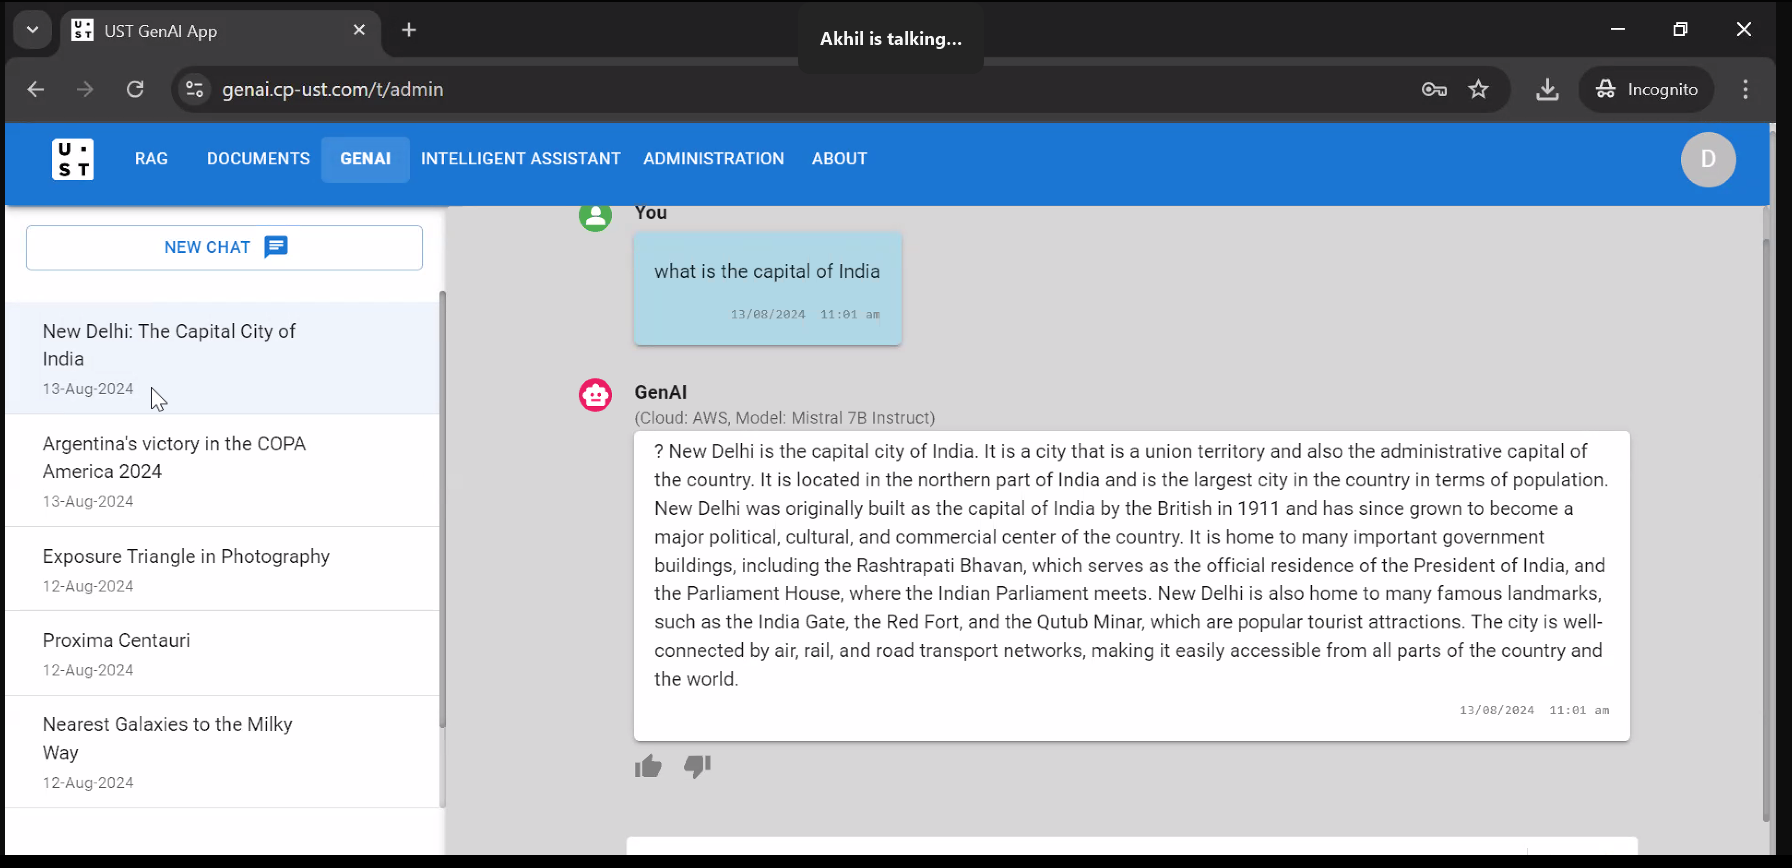 UST GenAI App
Akhil is talking...
genai.cp-ust.com/t/admin
Incognito
U ·
S T
RAG
DOCUMENTS
GENAI
INTELLIGENT ASSISTANT
ADMINISTRATION
ABOUT
D
NEW CHAT
New Delhi: The Capital City of
India
13-Aug-2024
Argentina's victory in the COPA
America 2024
13-Aug-2024
Exposure Triangle in Photography
12-Aug-2024
Proxima Centauri
12-Aug-2024
Nearest Galaxies to the Milky
Way
12-Aug-2024
You
what is the capital of India
13/08/2024 11:01 am
GenAI
(Cloud: AWS, Model: Mistral 7B Instruct)
? New Delhi is the capital city of India. It is a city that is a union territory and also the administrative capital of
the country. It is located in the northern part of India and is the largest city in the country in terms of population.
New Delhi was originally built as the capital of India by the British in 1911 and has since grown to become a
major political, cultural, and commercial center of the country. It is home to many important government
buildings, including the Rashtrapati Bhavan, which serves as the official residence of the President of India, and
the Parliament House, where the Indian Parliament meets. New Delhi is also home to many famous landmarks,
such as the India Gate, the Red Fort, and the Qutub Minar, which are popular tourist attractions. The city is well-
connected by air, rail, and road transport networks, making it easily accessible from all parts of the country and
the world.
13/08/2024 11:01 am